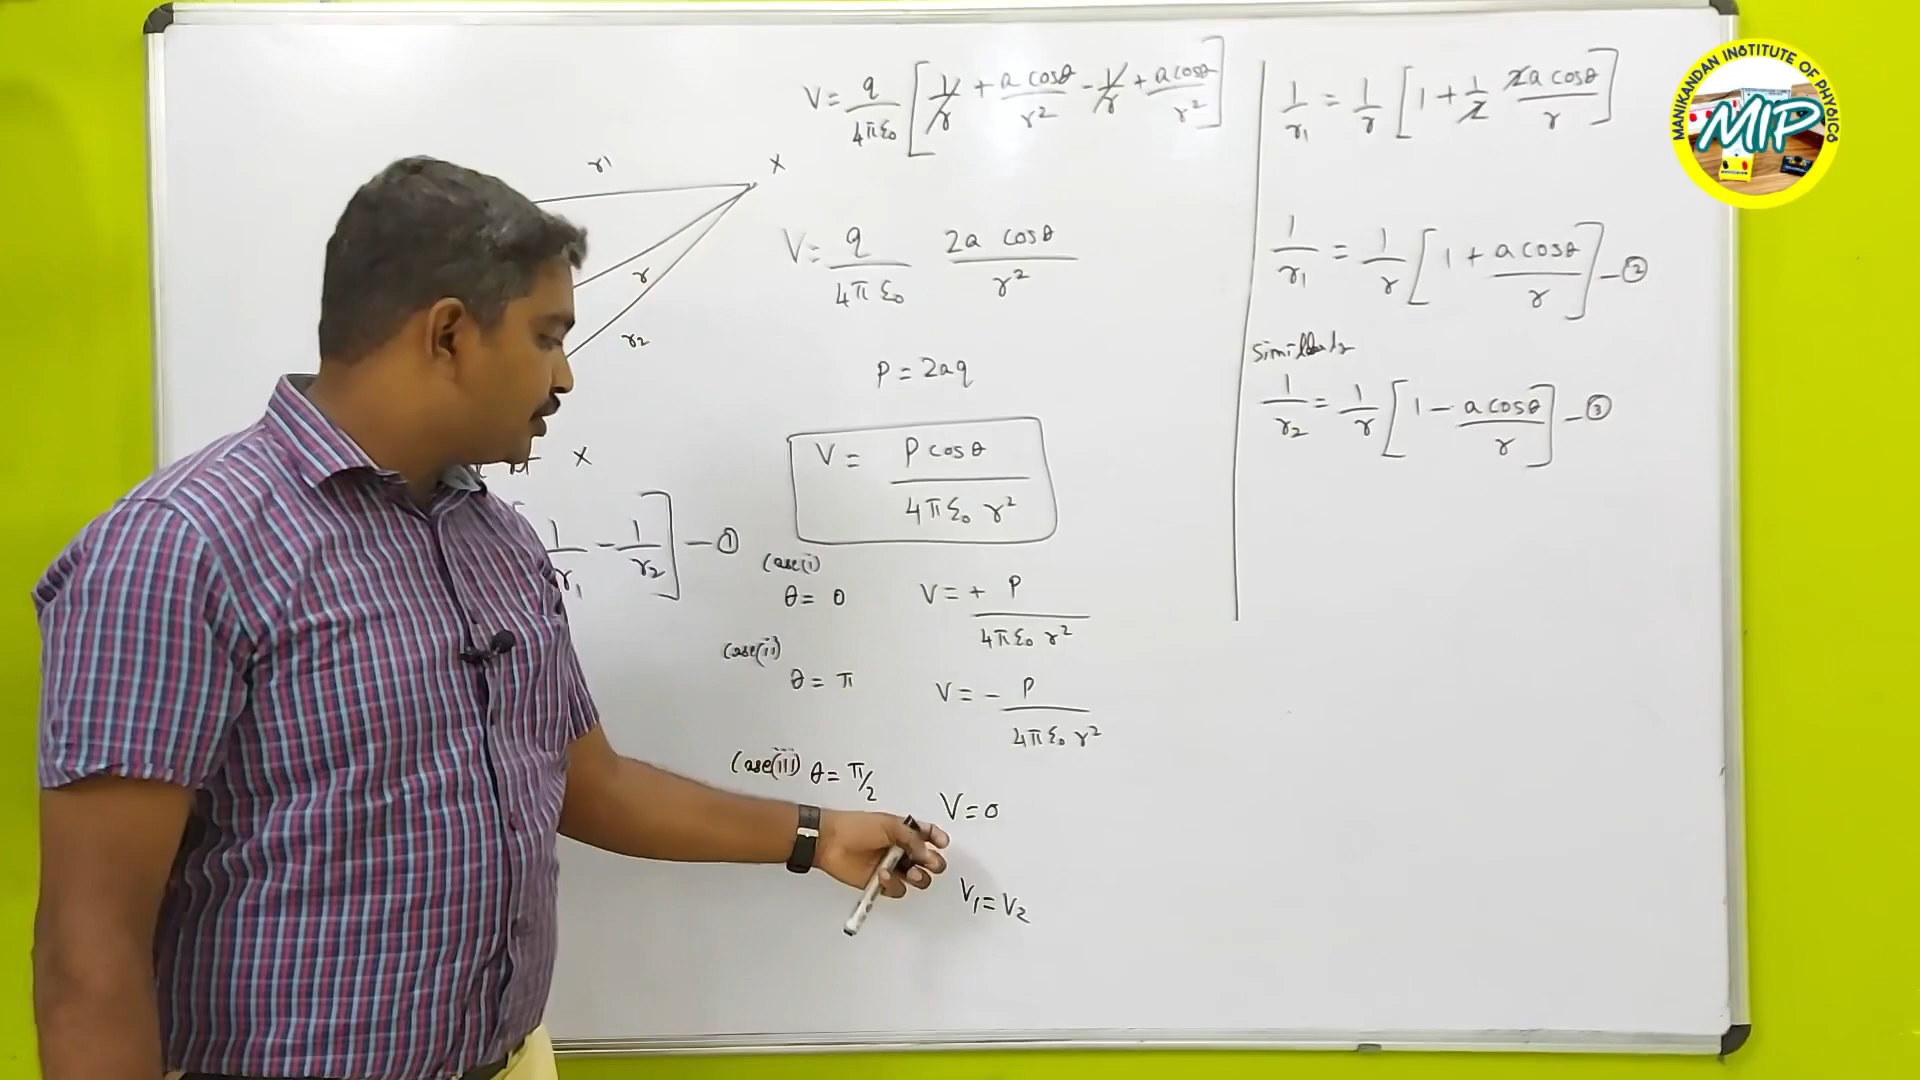 r₁
X
r
r₂
X
1/r₁ - 1/r₂ ] - ①
V = q/4πε₀ [ 1/r + a cosθ/r² - 1/r + a cosθ/r² ]
V = q/4πε₀ 2a cosθ/r²
P = 2aq
V = P cosθ/4πε₀ r²
Case(i)
θ = 0 V = + P/4πε₀ r²
Case(ii)
θ = π V = - P/4πε₀ r²
Case(iii) θ = π/2
V = 0
V₁ = V₂
1/r₁ = 1/r [ 1 + 1/2 2a cosθ/r ]
1/r₁ = 1/r [ 1 + a cosθ/r ] - ②
1/r₂ = 1/r [ 1 - a cosθ/r ] - ③
MANIKANDAN INSTITUTE OF PHYSICS
MIP